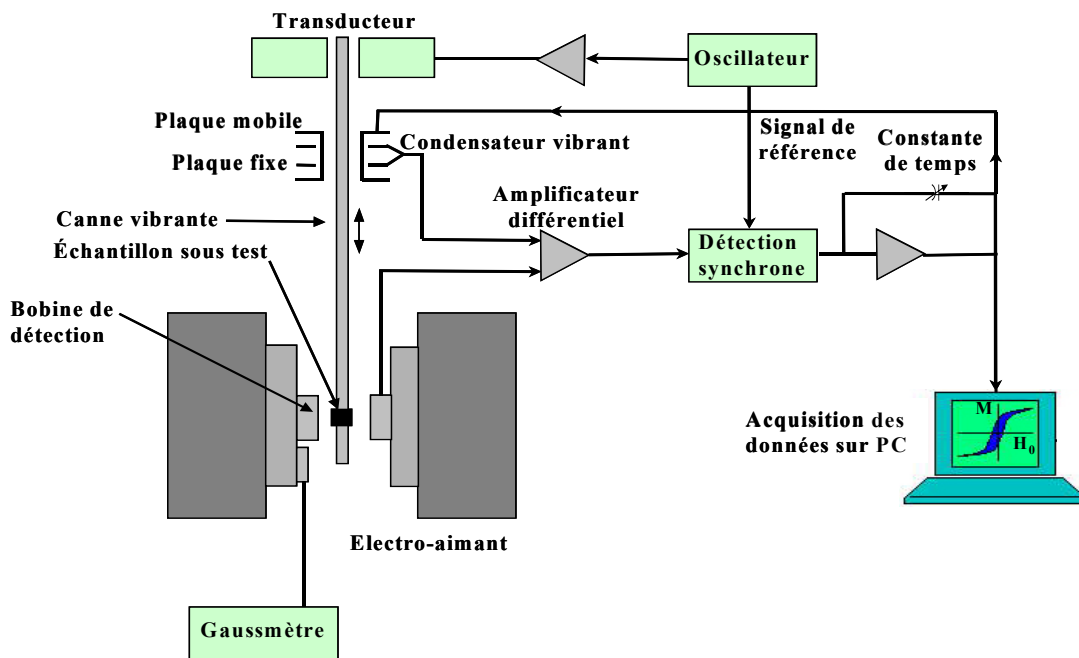 Transducteur
Oscillateur
Plaque mobile
Plaque fixe
Condensateur vibrant
Signal de
référence
Constante
de temps
Canne vibrante
Échantillon sous test
Amplificateur
différentiel
Détection
synchrone
Bobine de
détection
Acquisition des
données sur PC
M
H0
Electro-aimant
Gaussmètre